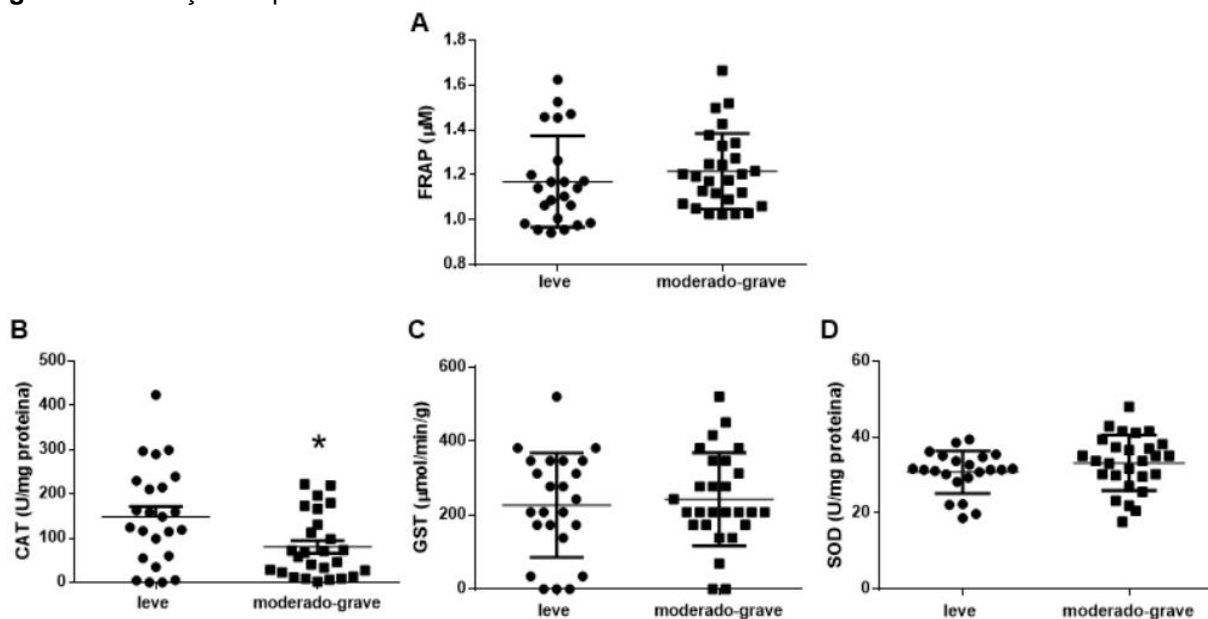 A
1.8
1.6
1.4
1.2
1.0
0.8
FRAP (µM)
leve moderado-grave
B
500
400
300
200
100
0
CAT (U/mg proteina)
*
leve moderado-grave
C
600
400
200
0
GST (µmol/min/g)
leve moderado-grave
D
60
40
20
0
SOD (U/mg proteina)
leve moderado-grave